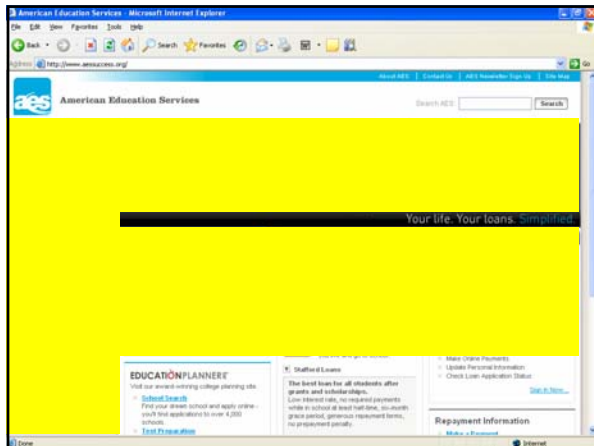 American Education Services - Microsoft Internet Explorer
File Edit View Favorites Tools Help
Back Search Favorites
Address http://www.aessuccess.org/ Go
About AES | Contact Us | AES Newsletter Sign Up | Site Map
aes American Education Services Search AES: Search
Your life. Your loans. Simplified.
Make Online Payments
Update Personal Information
Check Loan Application Status
Sign In Now...
EDUCATIONPLANNER
Visit our award-winning college planning site.
School Search
Find your dream school and apply online -
you'll find applications to over 4,000
schools.
Test Preparation
Stafford Loans
The best loan for all students after
grants and scholarships.
Low interest rate, no required payments
while in school at least half-time, six-month
grace period, generous repayment terms,
no prepayment penalty.
Repayment Information
Make a Payment
Done Internet